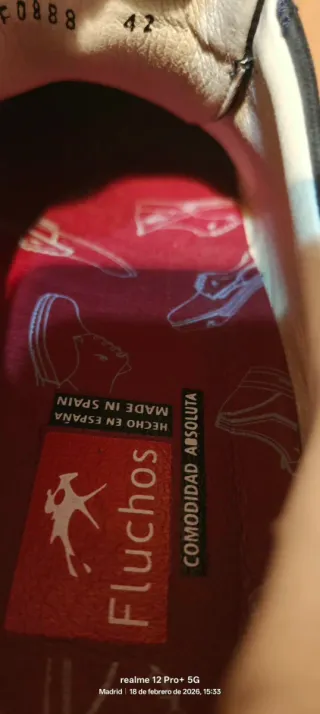 F0888 42
HECHO EN ESPAÑA
MADE IN SPAIN
Fluchos
COMODIDAD ABSOLUTA
realme 12 Pro+ 5G
Madrid | 18 de febrero de 2026, 15:33